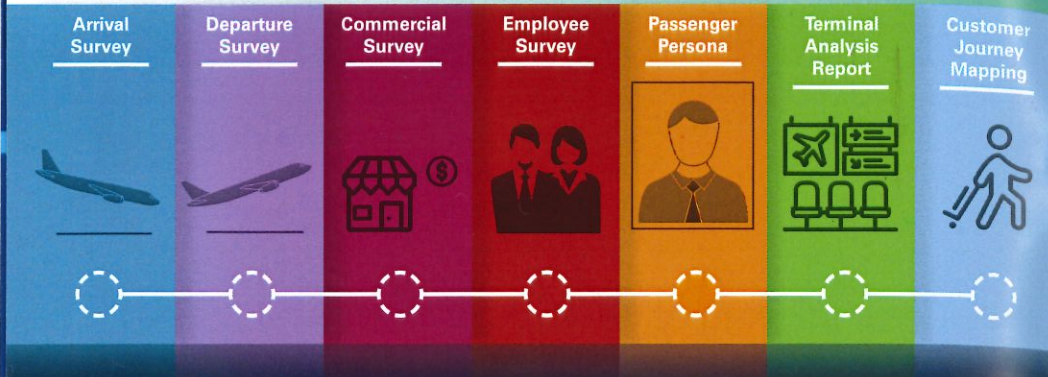 Arrival
Survey
Departure
Survey
Commercial
Survey
Employee
Survey
Passenger
Persona
Terminal
Analysis
Report
Customer
Journey
Mapping
$